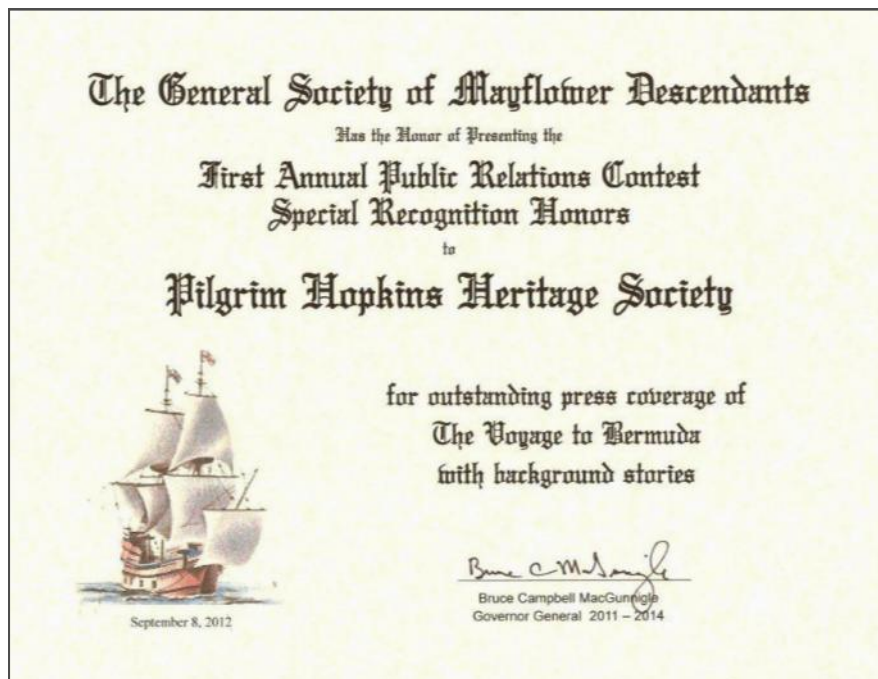 The General Society of Mayflower Descendants
Has the Honor of Presenting the
First Annual Public Relations Contest
Special Recognition Honors
to
Pilgrim Hopkins Heritage Society
for outstanding press coverage of
The Voyage to Bermuda
with background stories
Bruce C MacGunnigle
Bruce Campbell MacGunnigle
Governor General 2011 – 2014
September 8, 2012